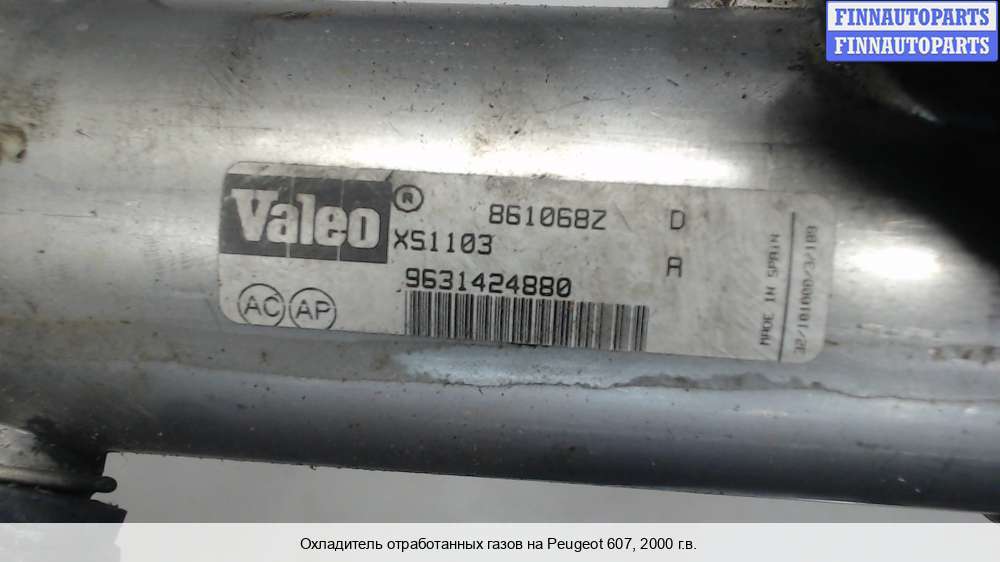 FINNAUTOPARTS
FINNAUTOPARTS
Valeo ®
861068Z D
XS1103
A
9631424880
AC AP
MADE IN SPAIN
Охладитель отработанных газов на Peugeot 607, 2000 г.в.